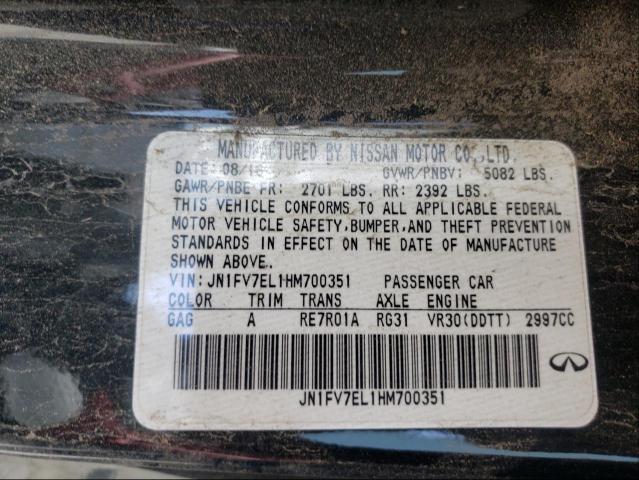 MANUFACTURED BY NISSAN MOTOR CO.,LTD.
DATE: 08/16 GVWR/PNBV: 5082 LBS.
GAWR/PNBE FR: 2701 LBS. RR: 2392 LBS.
THIS VEHICLE CONFORMS TO ALL APPLICABLE FEDERAL
MOTOR VEHICLE SAFETY,BUMPER,AND THEFT PREVENTION
STANDARDS IN EFFECT ON THE DATE OF MANUFACTURE
SHOWN ABOVE.
VIN:JN1FV7EL1HM700351 PASSENGER CAR
COLOR TRIM TRANS AXLE ENGINE
GAG A RE7R01A RG31 VR30(DDTT) 2997CC
JN1FV7EL1HM700351